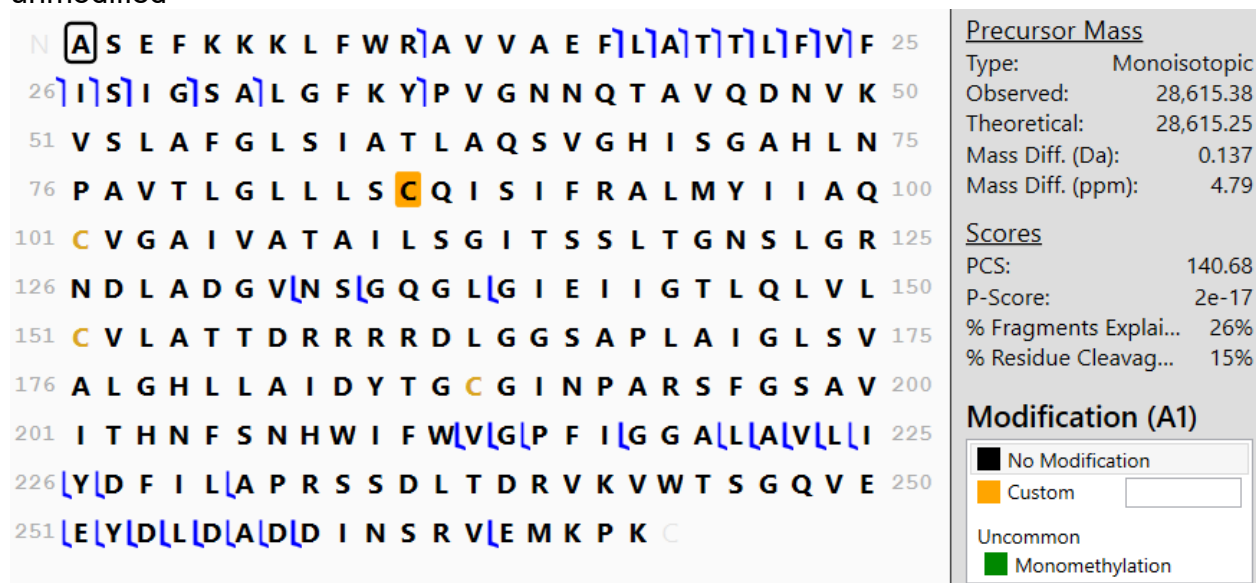 unmodified
N A S E F K K K L F W R A V V A E F L A T T L F V F 25
26 I S I G S A L G F K Y P V G N N Q T A V Q D N V K 50
51 V S L A F G L S I A T L A Q S V G H I S G A H L N 75
76 P A V T L G L L L S C Q I S I F R A L M Y I I A Q 100
101 C V G A I V A T A I L S G I T S S L T G N S L G R 125
126 N D L A D G V N S G Q G L G I E I I G T L Q L V L 150
151 C V L A T T D R R R R D L G G S A P L A I G L S V 175
176 A L G H L L A I D Y T G C G I N P A R S F G S A V 200
201 I T H N F S N H W I F W V G P F I G G A L A V L I 225
226 Y D F I L A P R S S D L T D R V K V W T S G Q V E 250
251 E Y D L D A D D I N S R V E M K P K C
Precursor Mass
Type: Monoisotopic
Observed: 28,615.38
Theoretical: 28,615.25
Mass Diff. (Da): 0.137
Mass Diff. (ppm): 4.79
Scores
PCS: 140.68
P-Score: 2e-17
% Fragments Explai... 26%
% Residue Cleavag... 15%
Modification (A1)
No Modification
Custom
Uncommon
Monomethylation